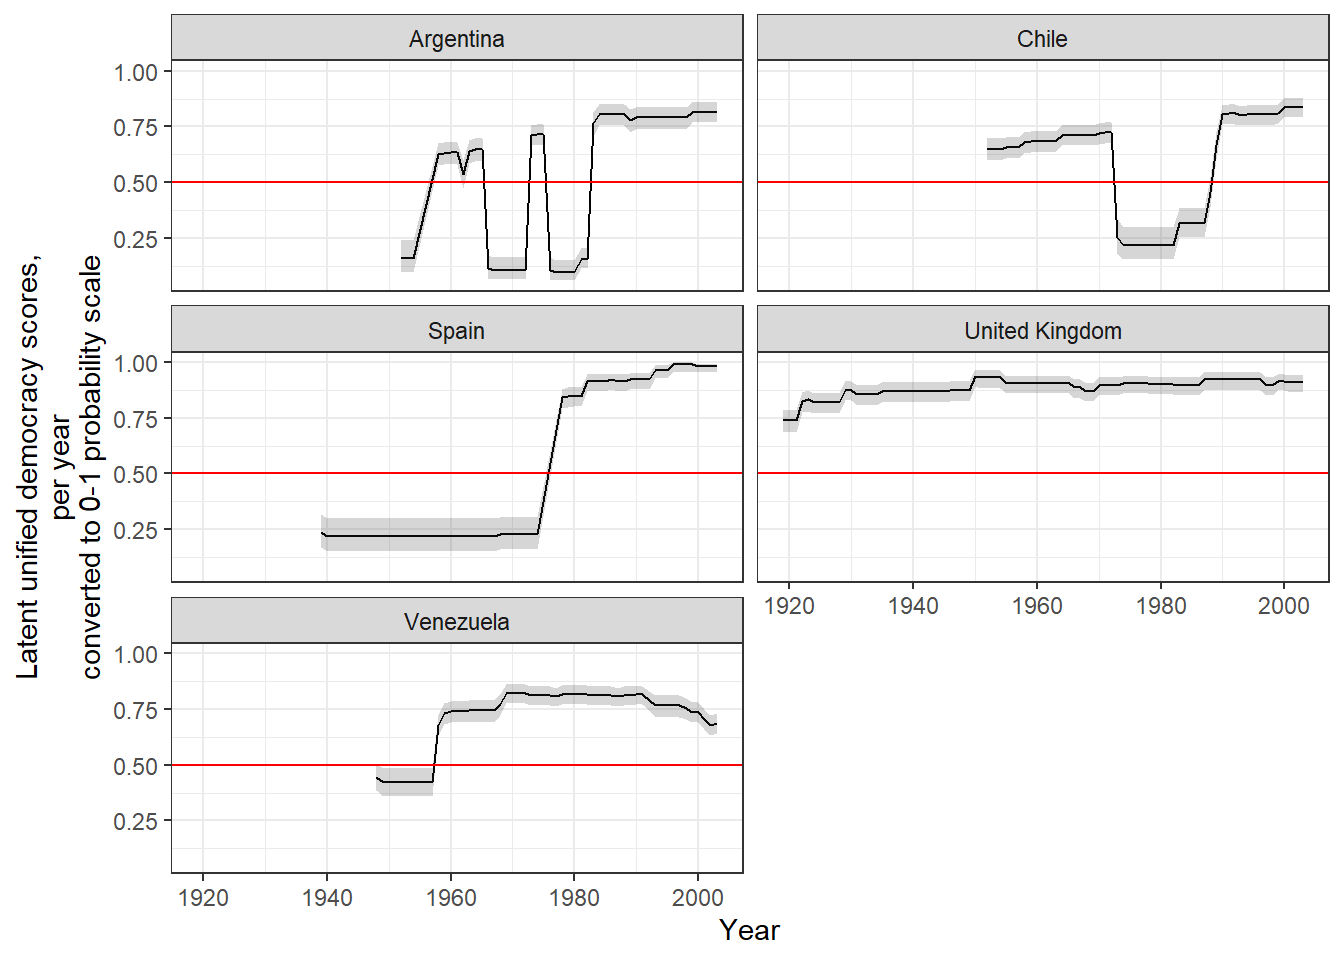 Argentina
Chile
1.00
0.75
0.50
0.25
Spain
United Kingdom
1.00
0.75
0.50
0.25
1920
1940
1960
1980
2000
Venezuela
1.00
0.75
0.50
0.25
1920
1940
1960
1980
2000
Year
Latent unified democracy scores,
per year
converted to 0-1 probability scale